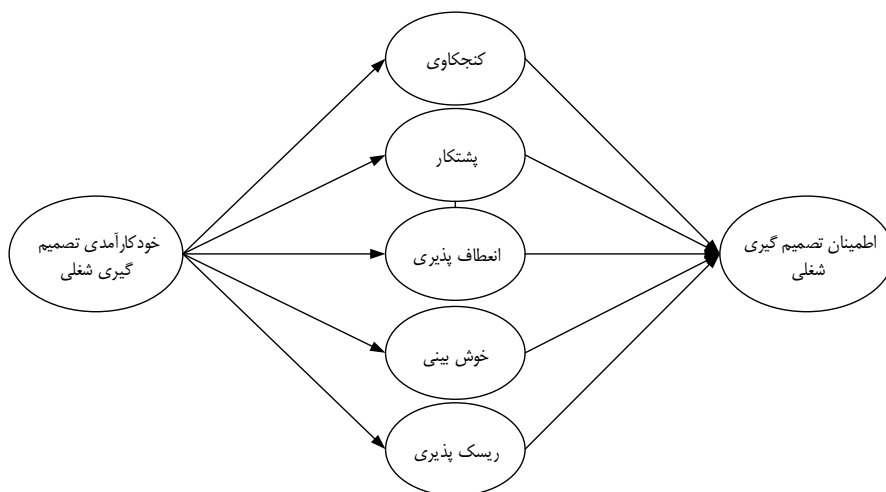 کنجکاوی
پشتکار
خودکارآمدی تصمیم
گیری شغلی
انعطاف پذیری
اطمینان تصمیم گیری
شغلی
خوش بینی
ریسک پذیری